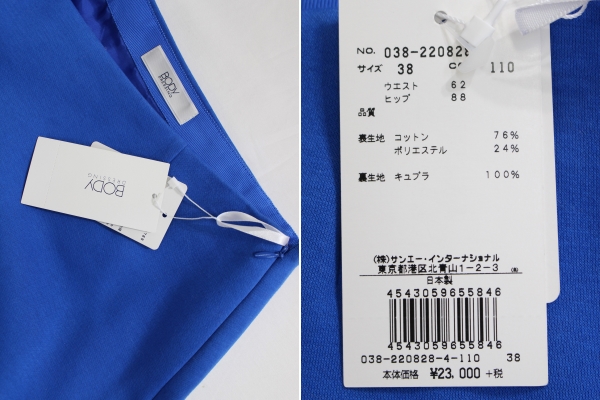 BODY
DRESSING
BODY
DRESSING
NO. 038-220828
サイズ 38 110
ウエスト 62
ヒップ 88
品質
表生地 コットン 76%
ポリエステル 24%
裏生地 キュプラ 100%
(株)サンエー・インターナショナル
東京都港区北青山1-2-3
日本製
4543059655846
4543059655846
038-220828-4-110 38
本体価格 ¥23,000 +税